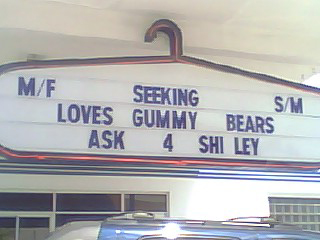 M/F SEEKING S/M
LOVES GUMMY BEARS
ASK 4 SHI LEY